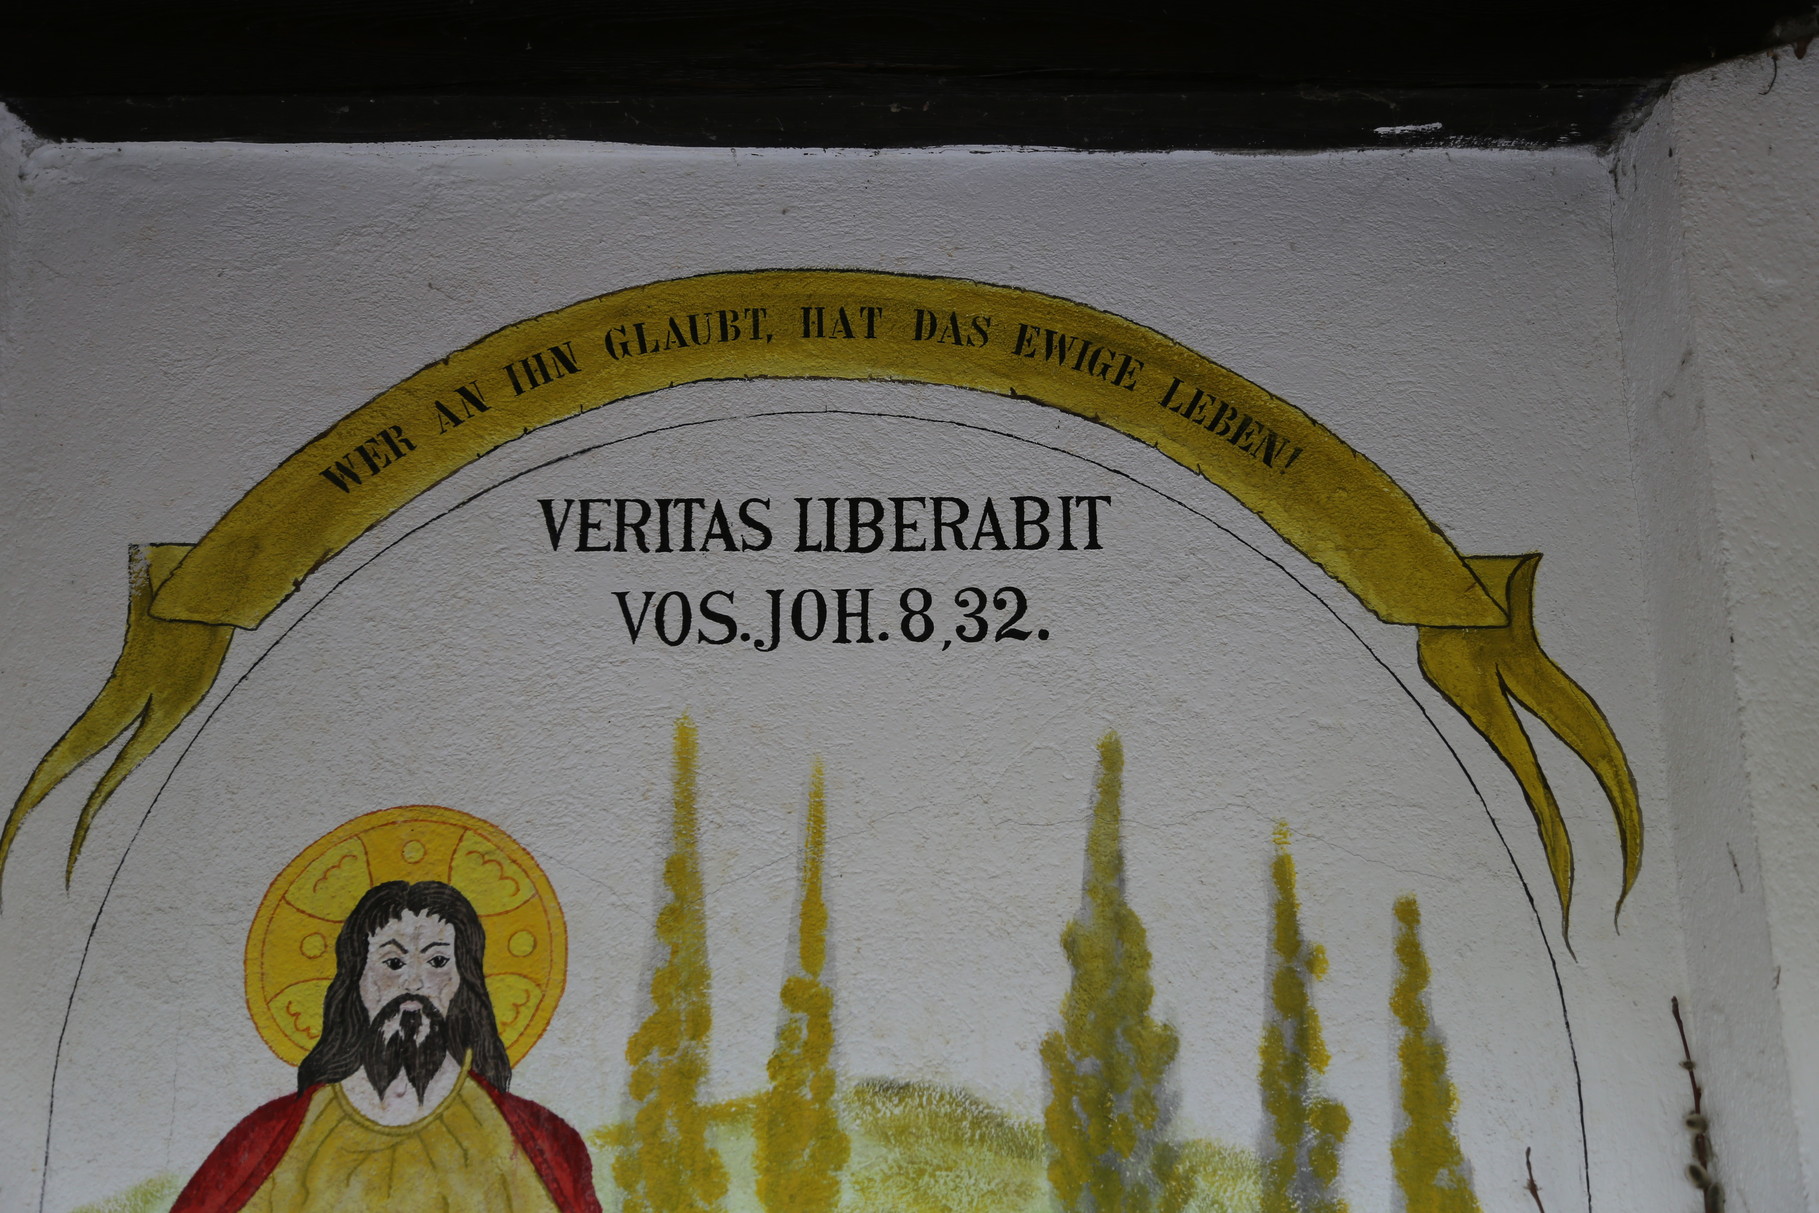 WER AN IHN GLAUBT, HAT DAS EWIGE LEBEN!
VERITAS LIBERABIT
VOS. JOH. 8,32.